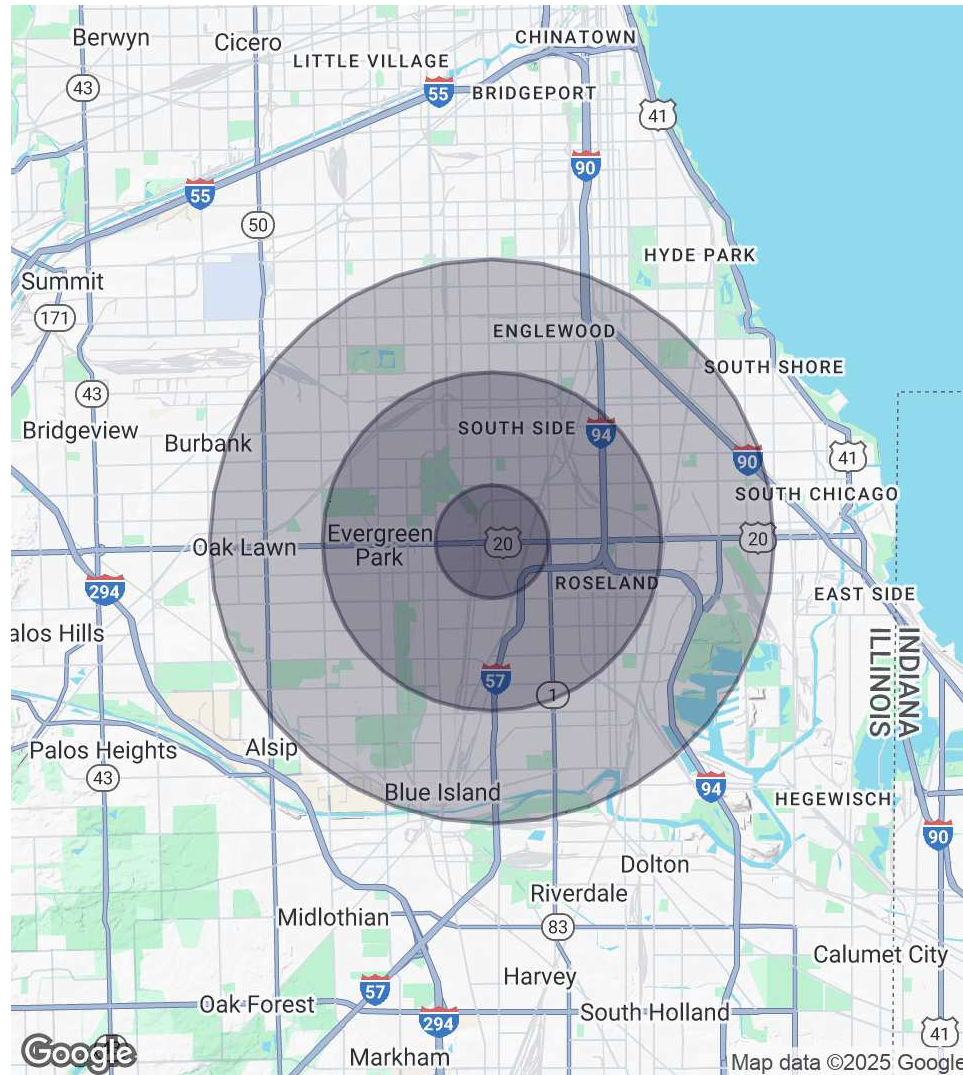 Berwyn
Cicero
CHINATOWN
LITTLE VILLAGE
43
55
BRIDGEPORT
41
90
55
50
HYDE PARK
Summit
171
ENGLEWOOD
SOUTH SHORE
43
Bridgeview
Burbank
SOUTH SIDE
94
41
90
SOUTH CHICAGO
Oak Lawn
Evergreen
Park
20
20
ROSELAND
294
EAST SIDE
alos Hills
INDIANA
ILLINOIS
57
1
Palos Heights
Alsip
43
Blue Island
94
HEGEWISCH
90
Dolton
Riverdale
Midlothian
83
Calumet City
Harvey
57
Oak Forest
294
South Holland
41
Google
Markham
Map data ©2025 Google